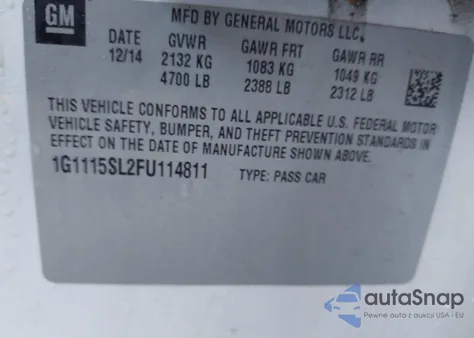 GM
MFD BY GENERAL MOTORS LLC.
DATE GVWR GAWR FRT GAWR RR
12/14 2132 KG 1083 KG 1049 KG
4700 LB 2388 LB 2312 LB
THIS VEHICLE CONFORMS TO ALL APPLICABLE U.S. FEDERAL MOTOR
VEHICLE SAFETY, BUMPER, AND THEFT PREVENTION STANDARDS IN
EFFECT ON THE DATE OF MANUFACTURE SHOWN ABOVE.
1G1115SL2FU114811 TYPE: PASS CAR
autoSnap
Pewne auta z aukcji USA i EU